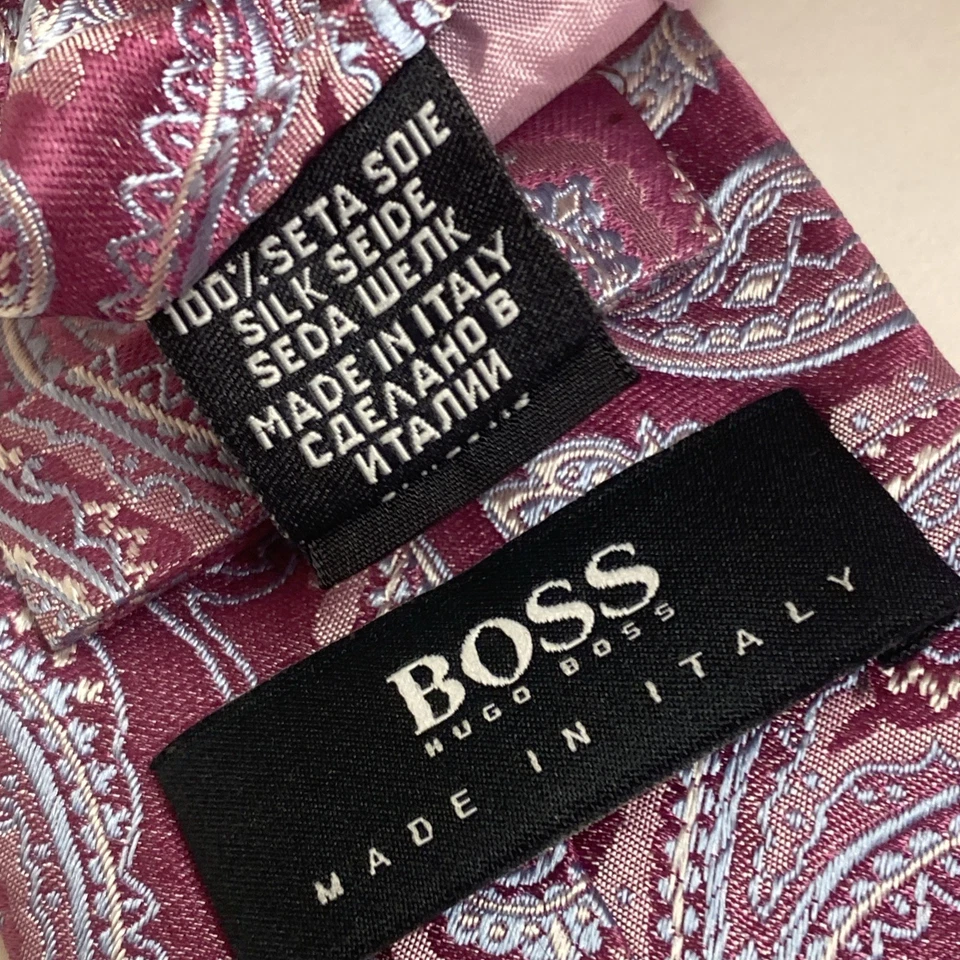 100% SETA SOIE
SILK SEIDE
SEDA ШЕЛК
MADE IN ITALY
СДЕЛАНО В
ИТАЛИИ
BOSS
HUGO BOSS
MADE IN ITALY